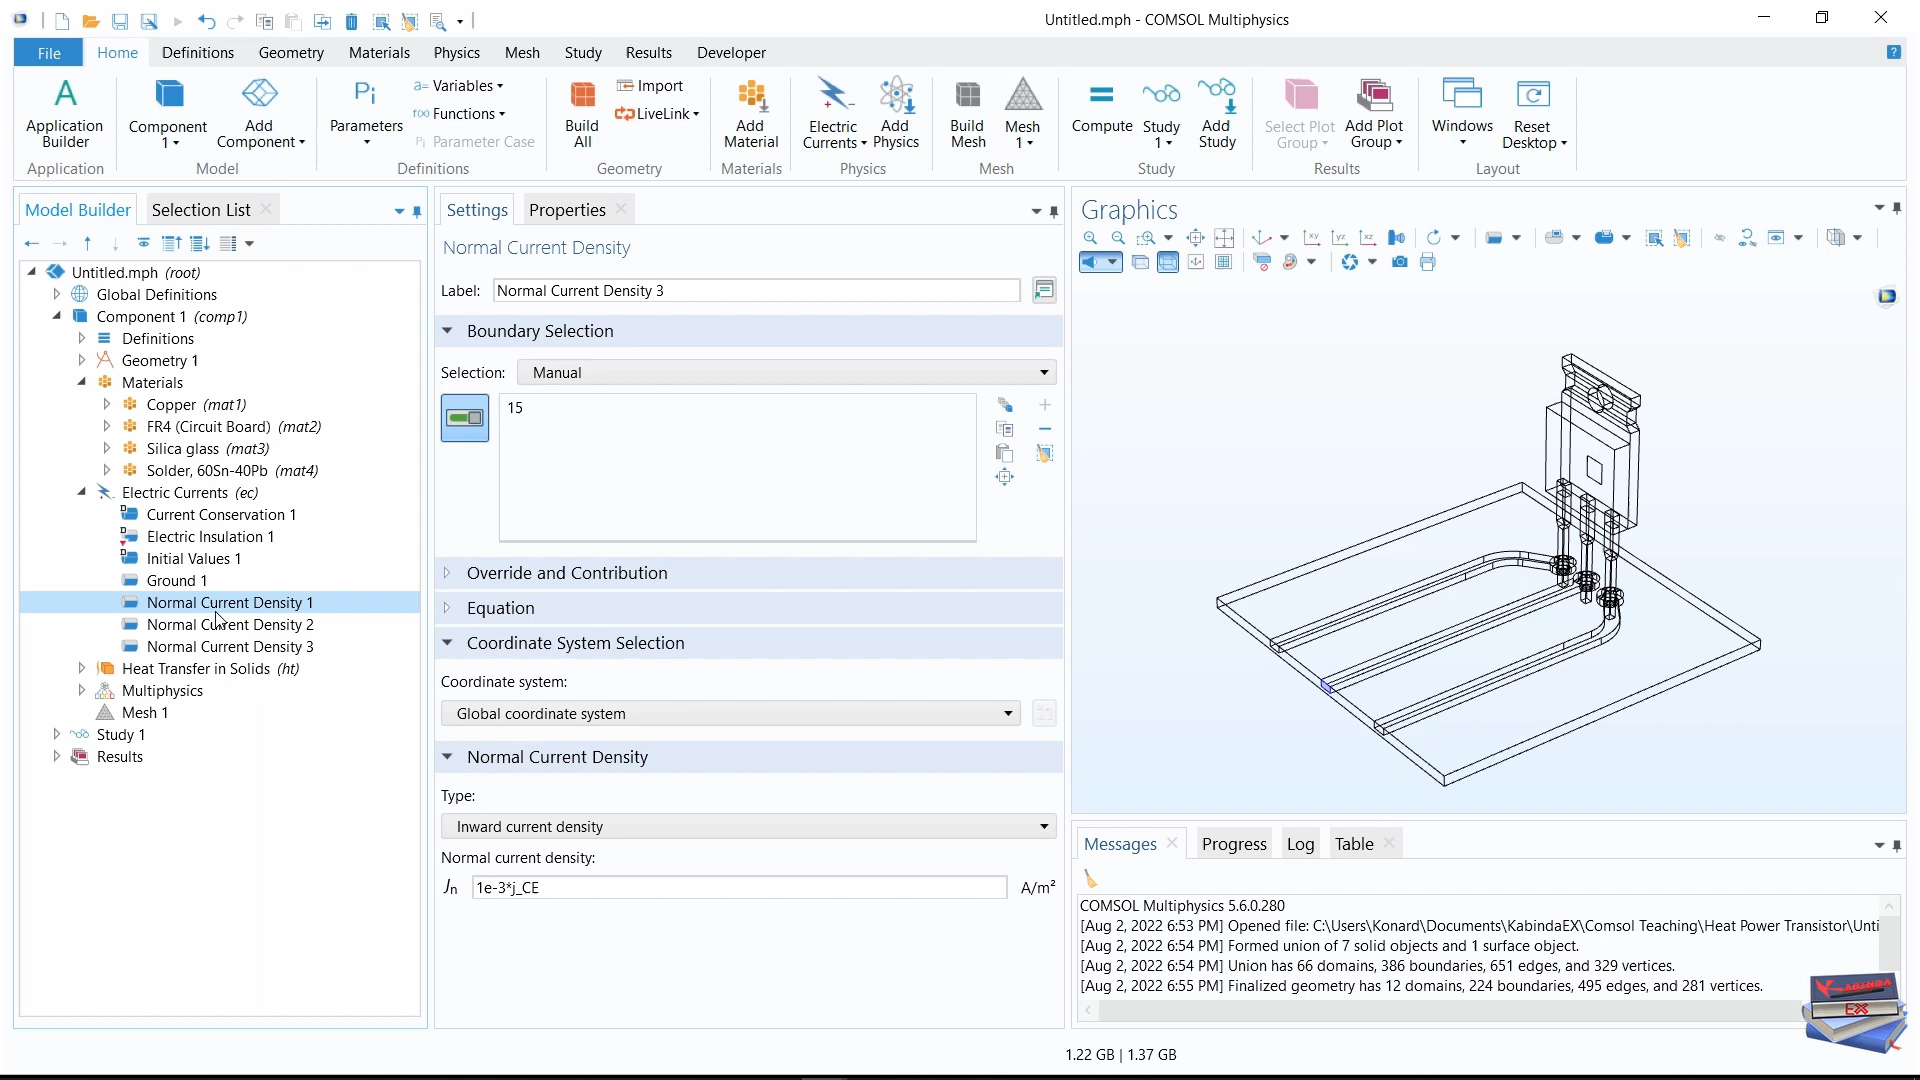 Untitled.mph - COMSOL Multiphysics
File Home Definitions Geometry Materials Physics Mesh Study Results Developer
Application Builder
Component 1
Add Component
Parameters
a= Variables
f(x) Functions
Pi Parameter Case
Build All
Import
LiveLink
Add Material
Electric Currents
Add Physics
Build Mesh
Mesh 1
Compute
Study 1
Add Study
Select Plot Group
Add Plot Group
Windows
Reset Desktop
Application Model Definitions Geometry Materials Physics Mesh Study Results Layout
Model Builder Selection List
Untitled.mph (root)
Global Definitions
Component 1 (comp1)
Definitions
Geometry 1
Materials
Copper (mat1)
FR4 (Circuit Board) (mat2)
Silica glass (mat3)
Solder, 60Sn-40Pb (mat4)
Electric Currents (ec)
Current Conservation 1
Electric Insulation 1
Initial Values 1
Ground 1
Normal Current Density 1
Normal Current Density 2
Normal Current Density 3
Heat Transfer in Solids (ht)
Multiphysics
Mesh 1
Study 1
Results
Settings Properties
Normal Current Density
Label: Normal Current Density 3
Boundary Selection
Selection: Manual
15
Override and Contribution
Equation
Coordinate System Selection
Coordinate system:
Global coordinate system
Normal Current Density
Type:
Inward current density
Normal current density:
Jn 1e-3*j_CE A/m²
Graphics
xy yz xz
Messages Progress Log Table
COMSOL Multiphysics 5.6.0.280
[Aug 2, 2022 6:53 PM] Opened file: C:\Users\Konard\Documents\KabindaEX\Comsol Teaching\Heat Power Transistor\Unti
[Aug 2, 2022 6:54 PM] Formed union of 7 solid objects and 1 surface object.
[Aug 2, 2022 6:54 PM] Union has 66 domains, 386 boundaries, 651 edges, and 329 vertices.
[Aug 2, 2022 6:55 PM] Finalized geometry has 12 domains, 224 boundaries, 495 edges, and 281 vertices.
KABINDA
EX
1.22 GB | 1.37 GB